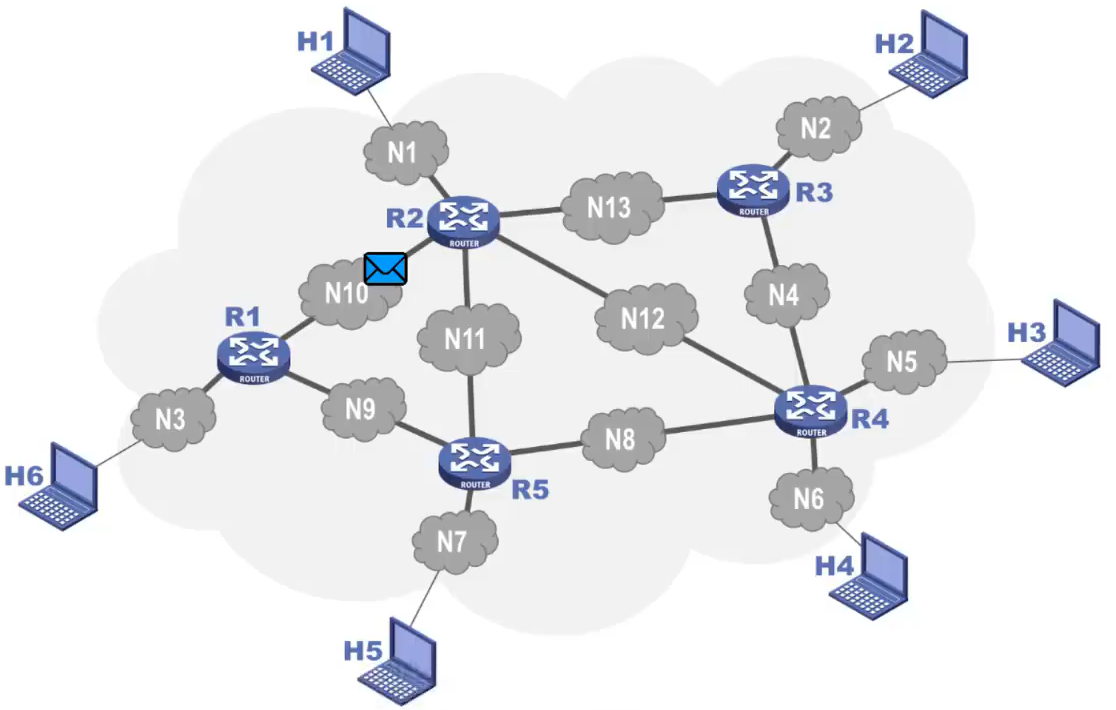 H1
H2
N2
N1
R3
ROUTER
R2
N13
ROUTER
N10
N4
N12
R1
N11
H3
N5
ROUTER
N9
N3
R4
ROUTER
N8
H6
R5
ROUTER
N6
N7
H4
H5